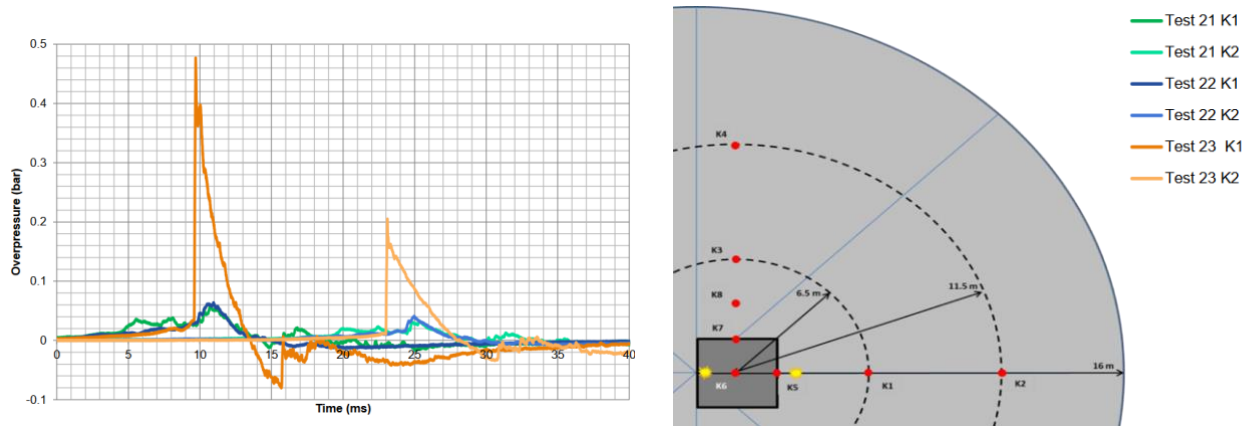 0.5
0.4
0.3
0.2
0.1
0
-0.1
Overpressure (bar)
0 5 10 15 20 25 30 35 40
Time (ms)
K4
K3
K8
K7
K6
K5
K1
K2
6.5 m
11.5 m
16 m
Test 21 K1
Test 21 K2
Test 22 K1
Test 22 K2
Test 23 K1
Test 23 K2